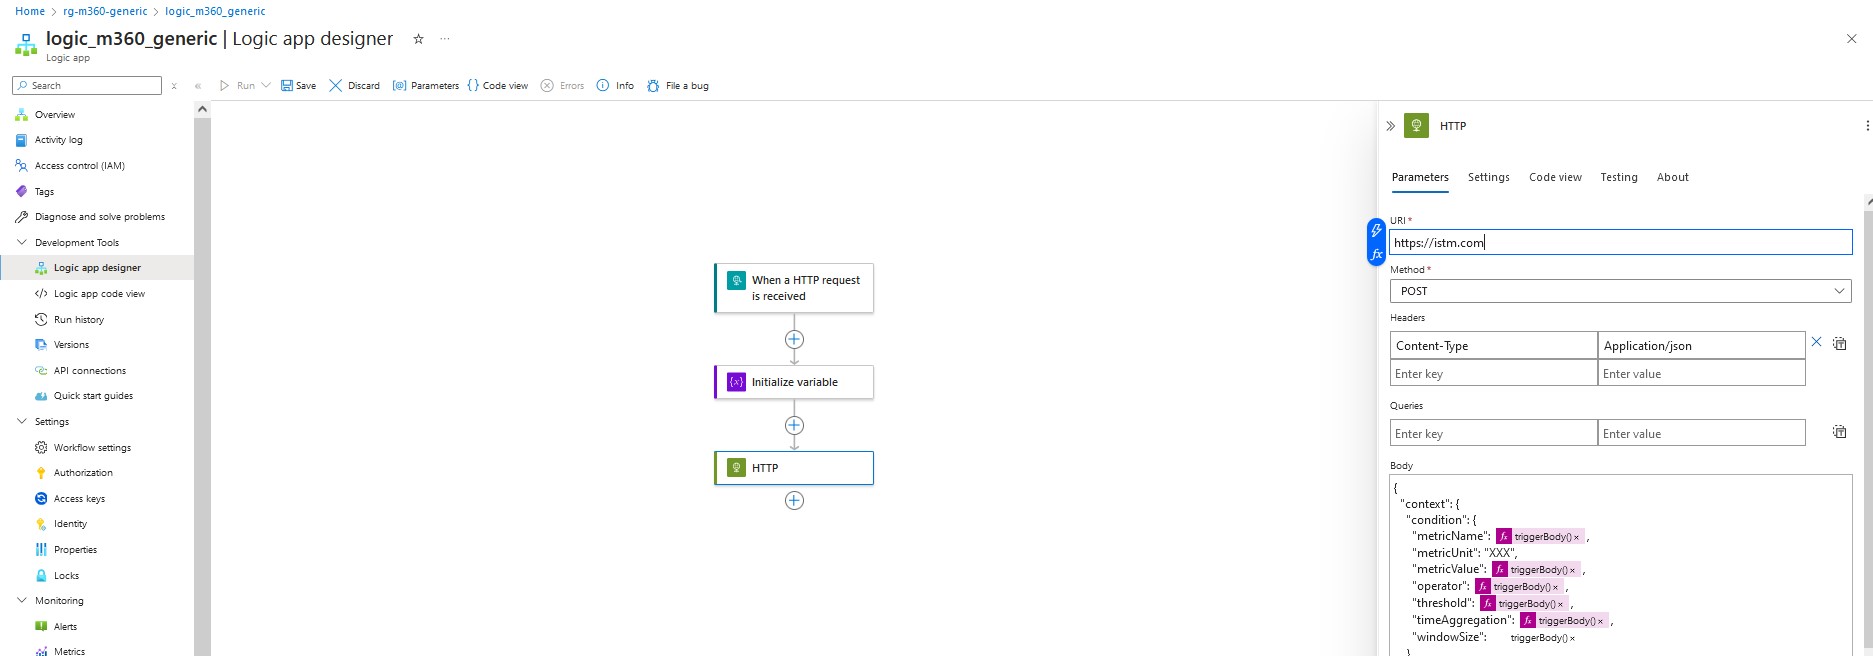 Home > rg-m360-generic > logic_m360_generic
logic_m360_generic | Logic app designer
Logic app
Search
Run
Save
Discard
Parameters
Code view
Errors
Info
File a bug
Overview
Activity log
Access control (IAM)
Tags
Diagnose and solve problems
Development Tools
Logic app designer
Logic app code view
Run history
Versions
API connections
Quick start guides
Settings
Workflow settings
Authorization
Access keys
Identity
Properties
Locks
Monitoring
Alerts
Metrics
When a HTTP request
is received
Initialize variable
HTTP
HTTP
Parameters Settings Code view Testing About
URI *
https://istm.com
Method *
POST
Headers
Content-Type Application/json
Enter key Enter value
Queries
Enter key Enter value
Body
{
"context": {
"condition": {
"metricName": fx triggerBody() × ,
"metricUnit": "XXX",
"metricValue": fx triggerBody() × ,
"operator": fx triggerBody() × ,
"threshold": fx triggerBody() × ,
"timeAggregation": fx triggerBody() × ,
"windowSize": triggerBody() ×
}